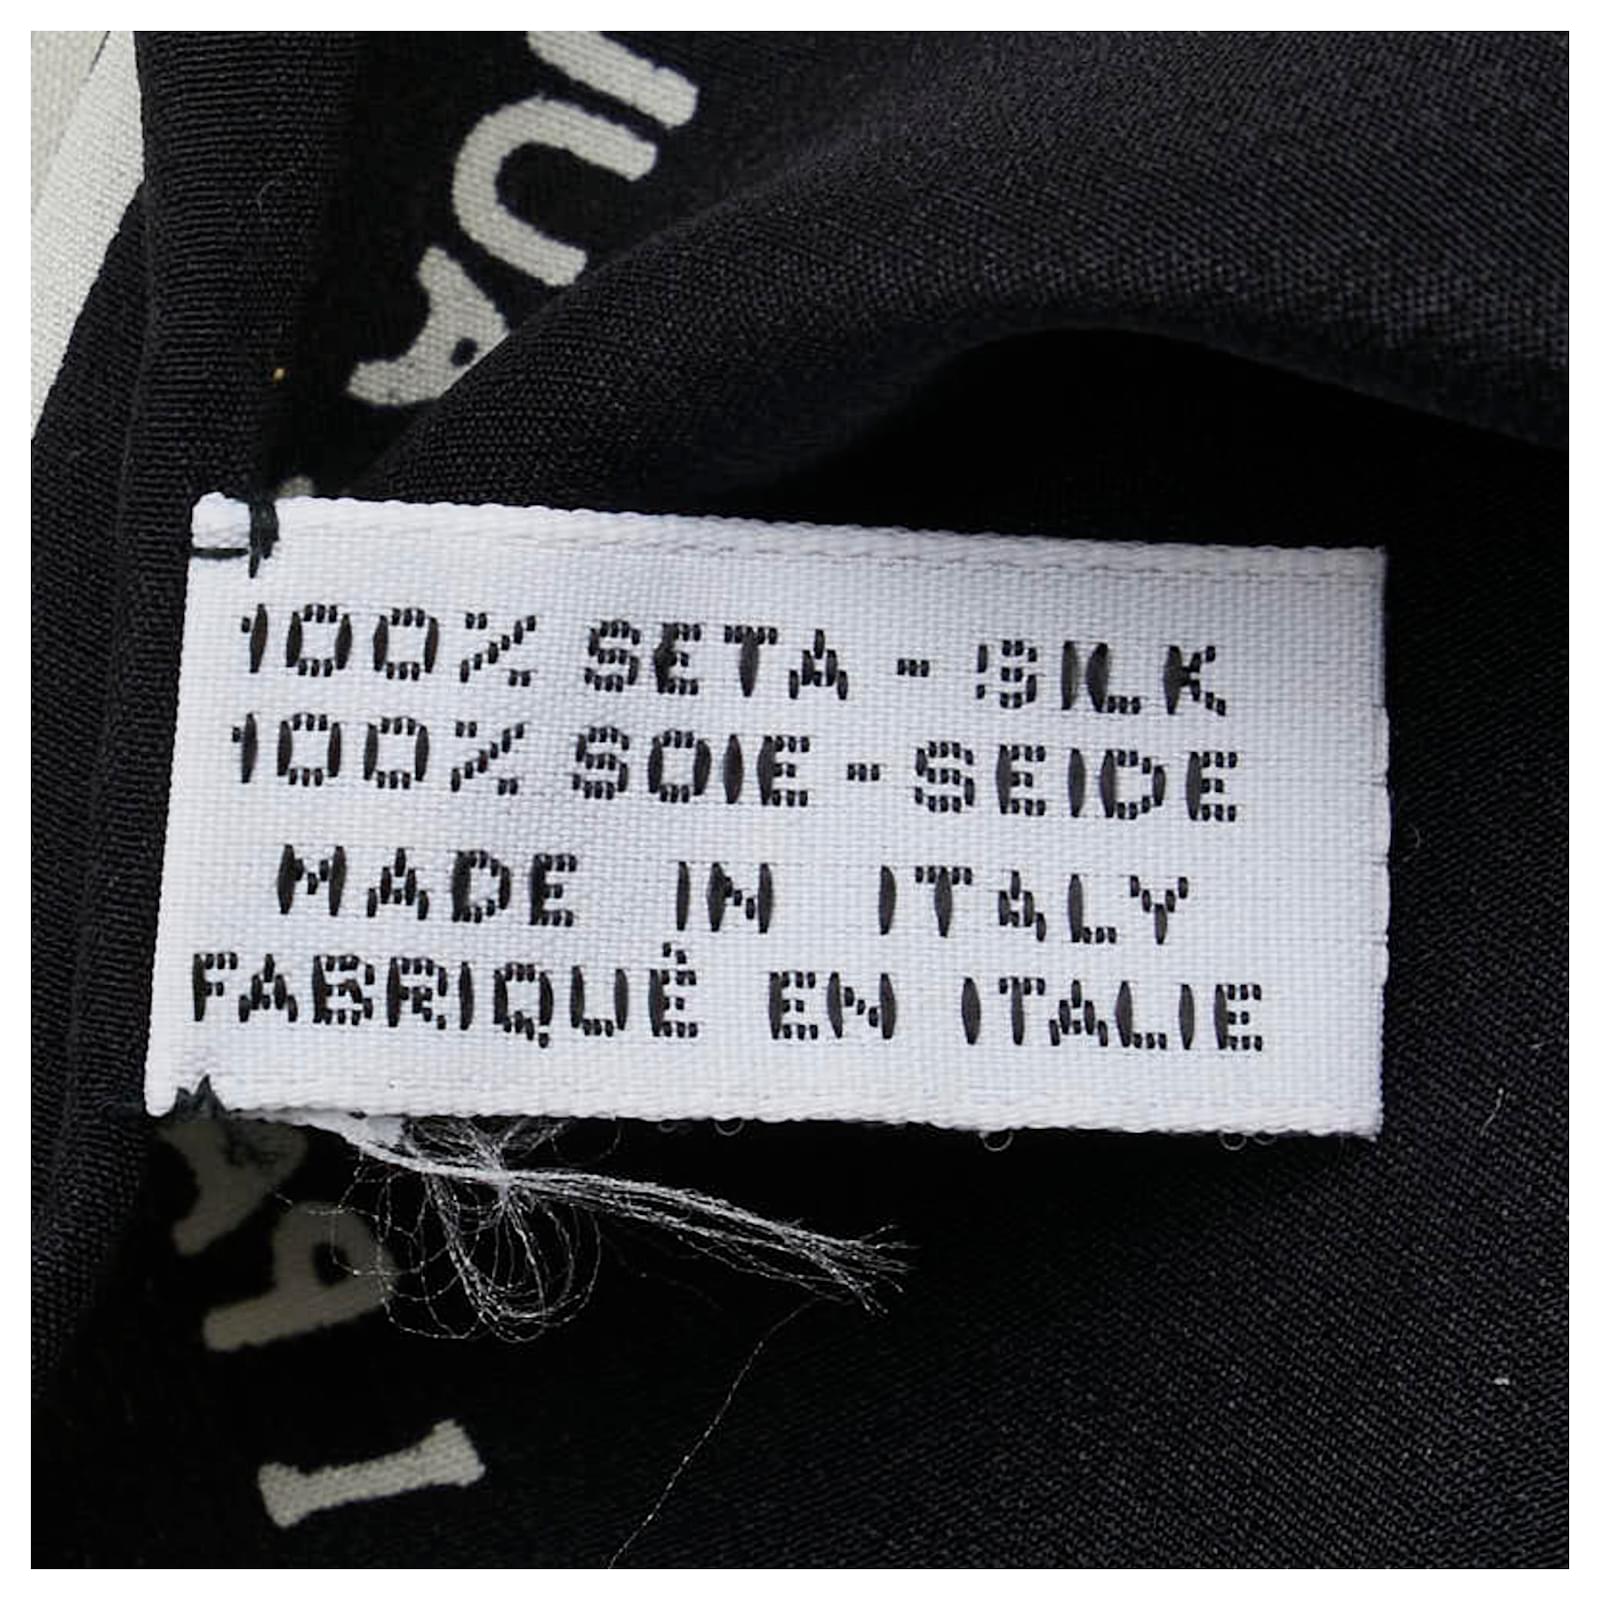 100% SETA - SILK
100% SOIE - SEIDE
MADE IN ITALY
FABRIQUÉ EN ITALIE